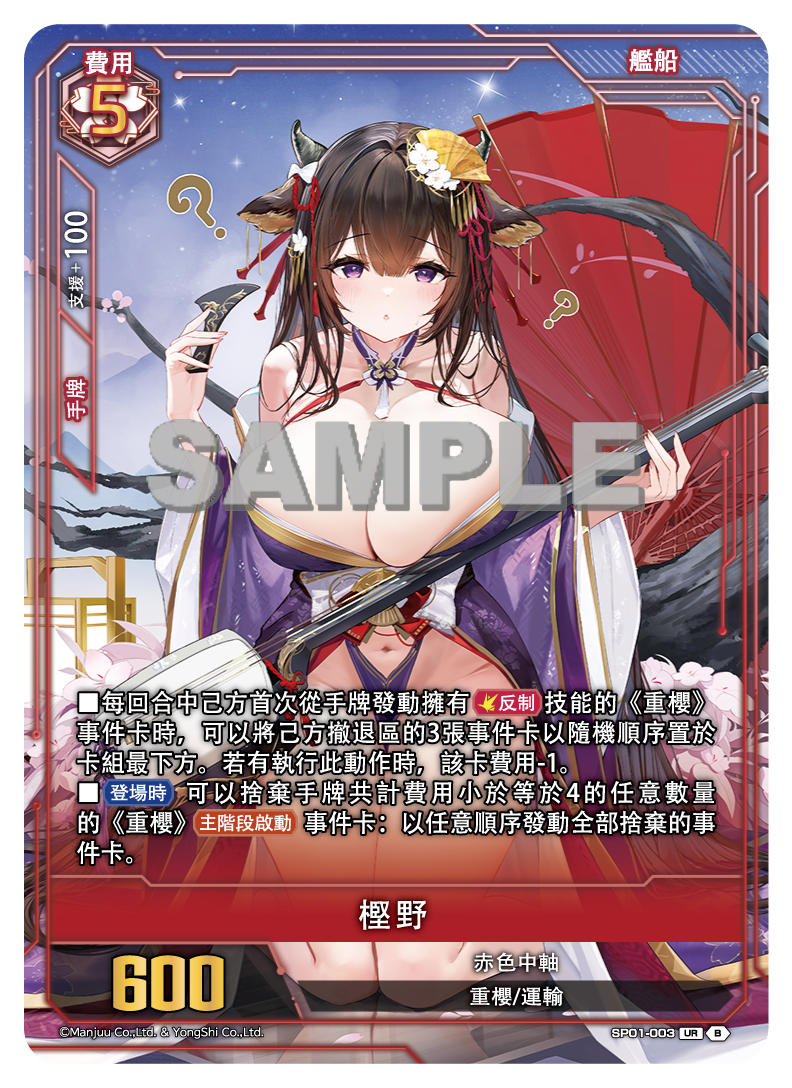 費用
5
艦船
支援+100
手牌
SAMPLE
■每回合中己方首次從手牌發動擁有 反制 技能的《重櫻》
事件卡時，可以將己方撤退區的3張事件卡以隨機順序置於
卡組最下方。若有執行此動作時，該卡費用-1。
■ 登場時 可以捨棄手牌共計費用小於等於4的任意數量
的《重櫻》 主階段啟動 事件卡：以任意順序發動全部捨棄的事
件卡。
樫野
600
赤色中軸
重櫻/運輸
©Manjuu Co.,Ltd. & YongShi Co.,Ltd.
SP01-003 UR B